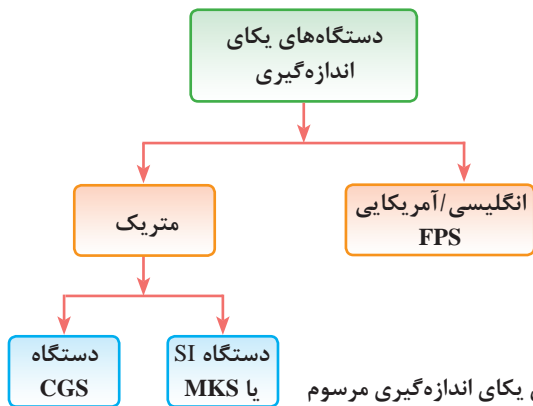 دستگاه‌های یکای
اندازه‌گیری
انگلیسی/آمریکایی
FPS
متریک
دستگاه SI
یا MKS
دستگاه
CGS
یکای اندازه‌گیری مرسوم